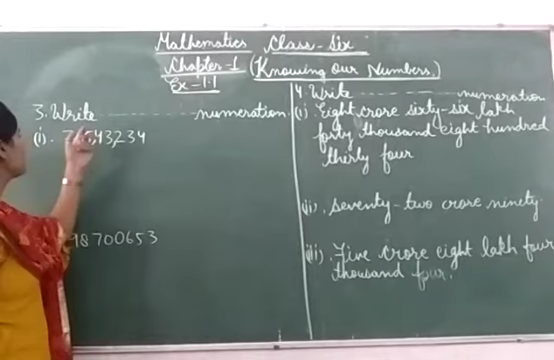 Mathematics Class-Six
Chapter-1 (Knowing Our Numbers)
Ex-1.1
3. Write ---------- numeration.
(i).
43,234
98700653
4. Write ---------- numeration
(i) Eight crore sixty-six lakh
forty thousand eight hundred
thirty four
(ii). Seventy-two crore ninety
(iii). Five crore eight lakh four
thousand four.